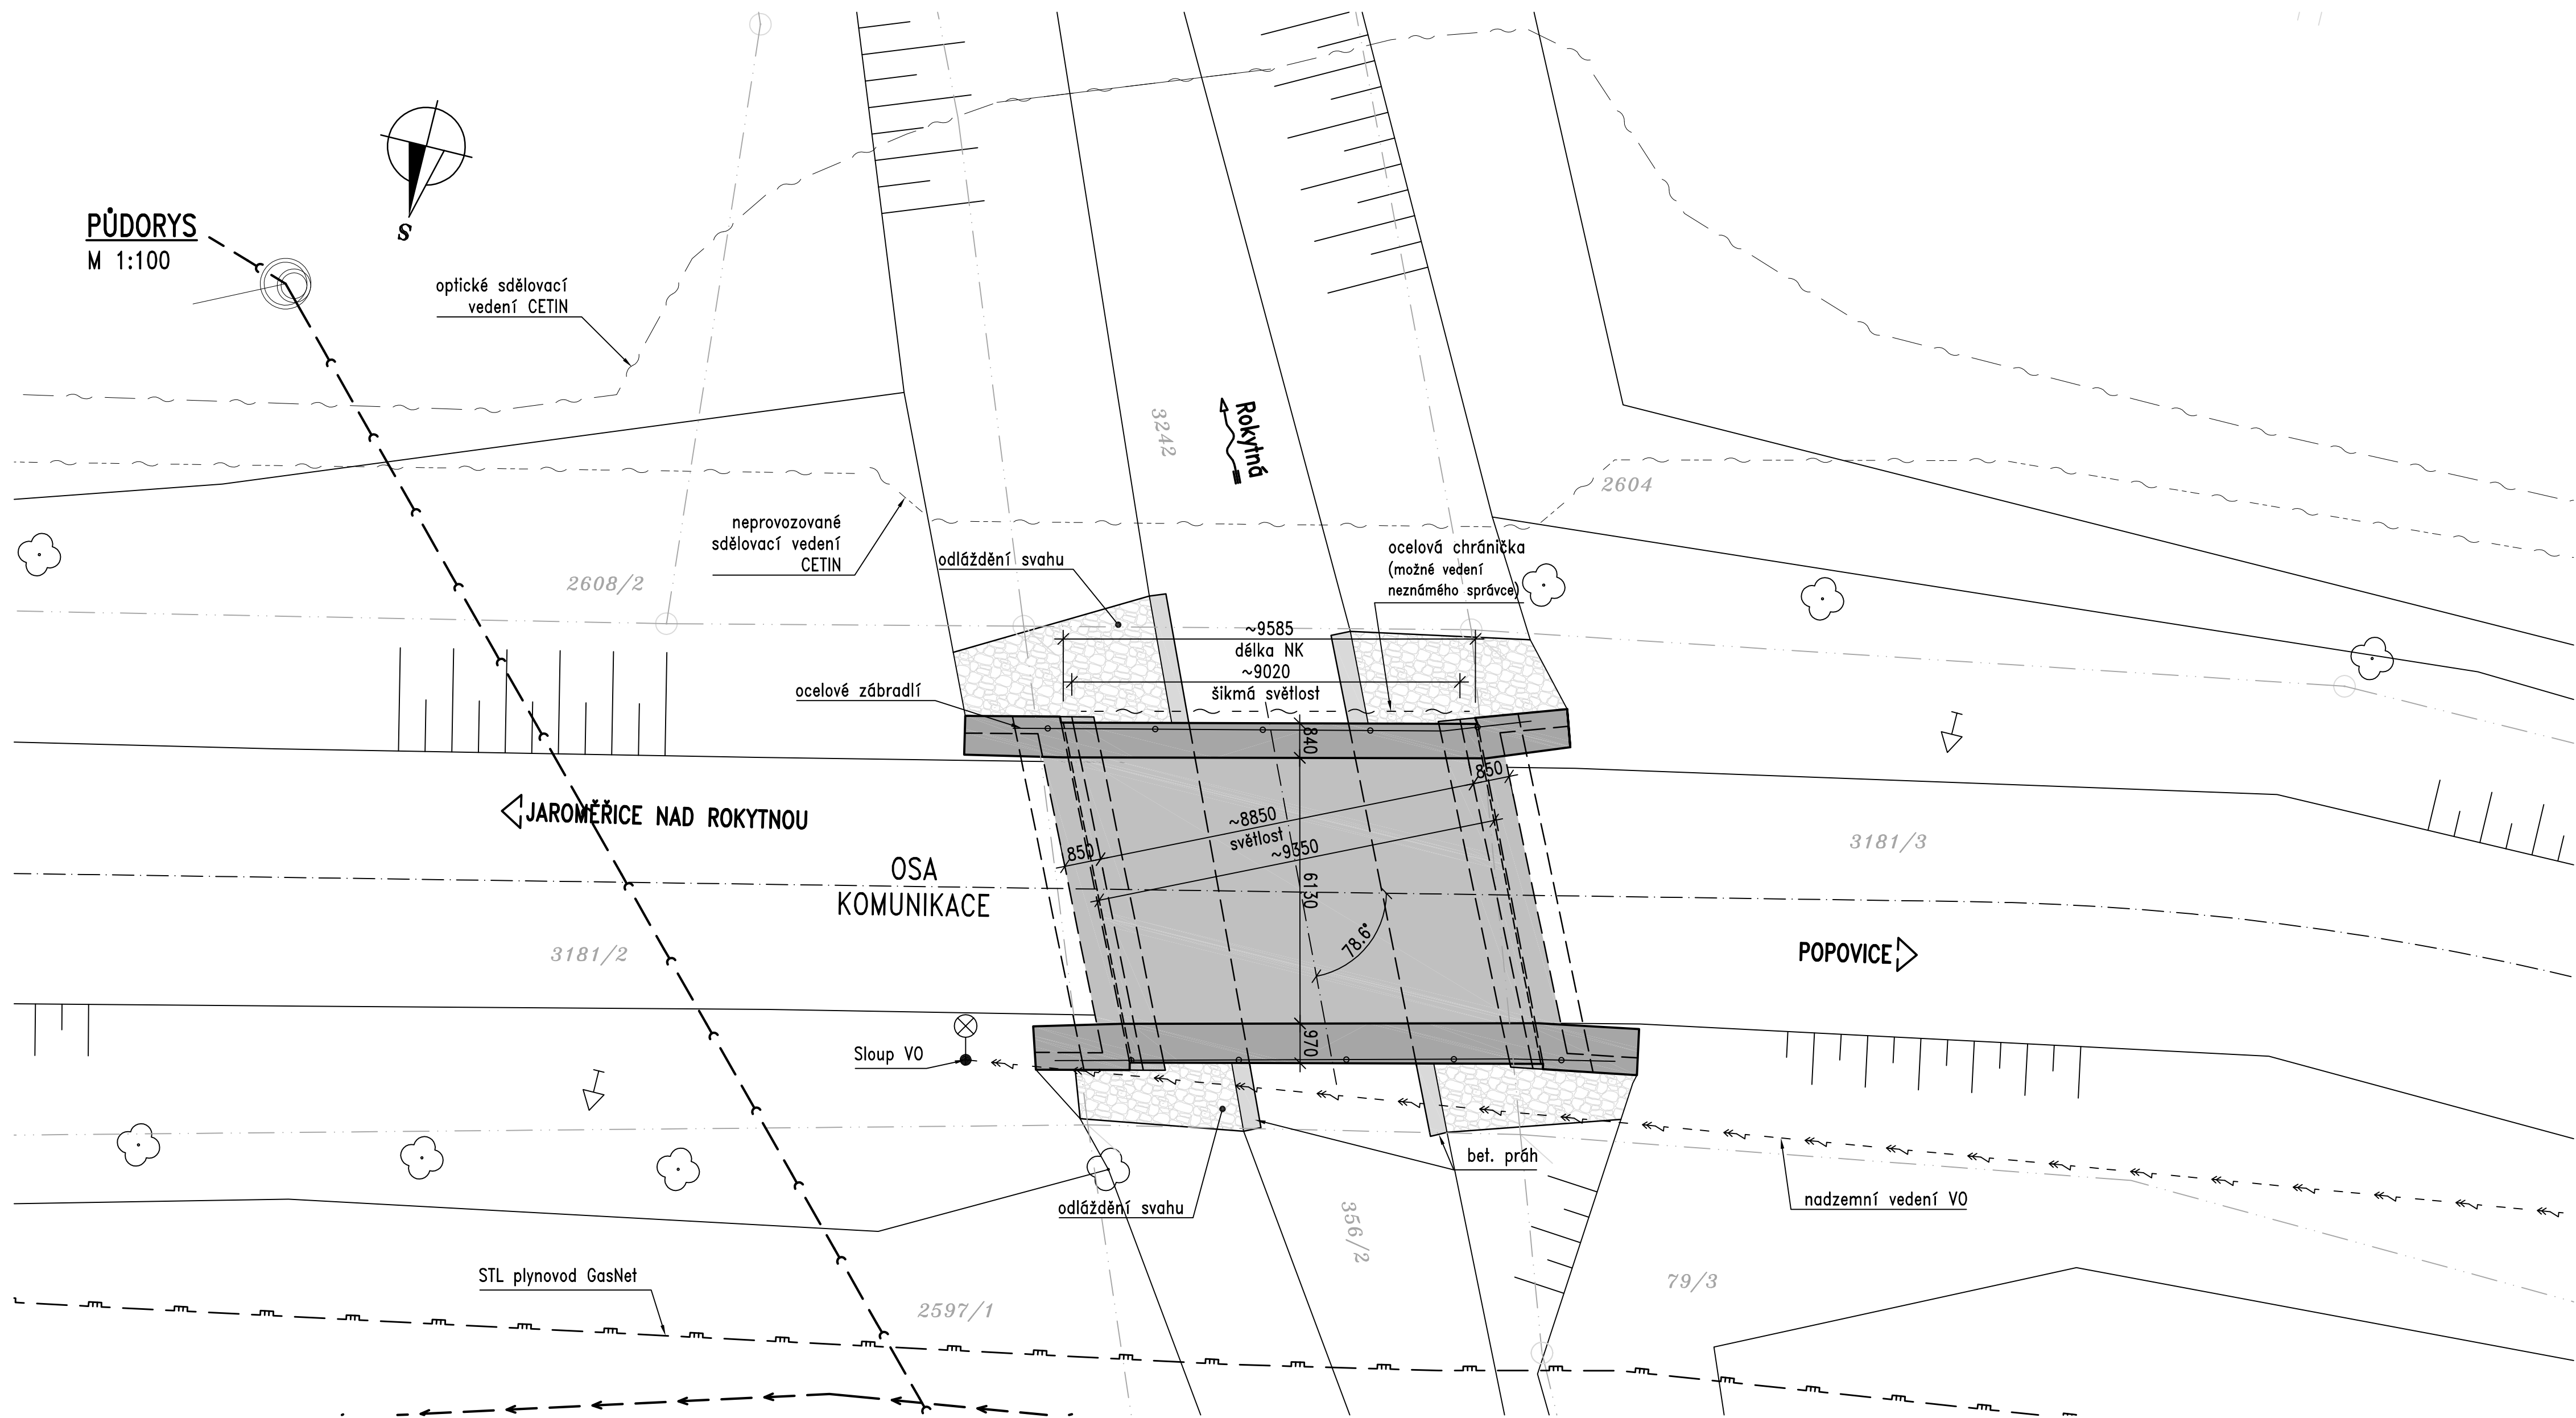 PŮDORYS
M 1:100
S
optické sdělovací
vedení CETIN
neprovozované
sdělovací vedení
CETIN
3242
Rokytná
2604
2608/2
odláždění svahu
ocelová chránička
(možné vedení
neznámého správce)
~9585
délka NK
~9020
šikmá světlost
ocelové zábradlí
840
850
JAROMĚŘICE NAD ROKYTNOU
~8850
světlost
~9350
850
3181/3
OSA
KOMUNIKACE
6130
78.6°
3181/2
POPOVICE
970
Sloup VO
bet. práh
odláždění svahu
nadzemní vedení VO
356/2
STL plynovod GasNet
2597/1
79/3